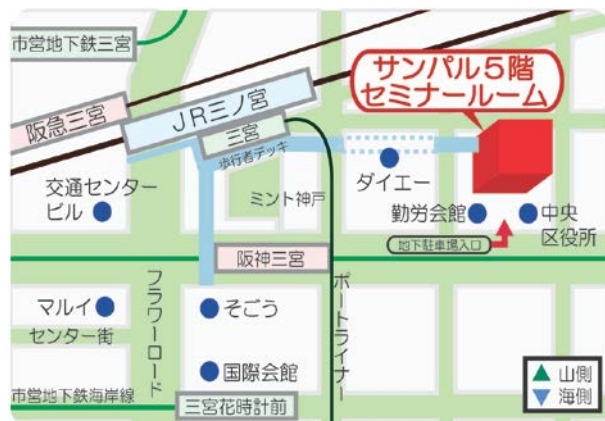 市営地下鉄三宮
サンパル5階
セミナールーム
阪急三宮
JR三ノ宮
三宮
歩行者デッキ
交通センター
ビル
ミント神戸
ダイエー
勤労会館
中央
区役所
地下駐車場入口
阪神三宮
フラワーロード
ポートライナー
マルイ
センター街
そごう
国際会館
市営地下鉄海岸線
三宮花時計前
山側
海側